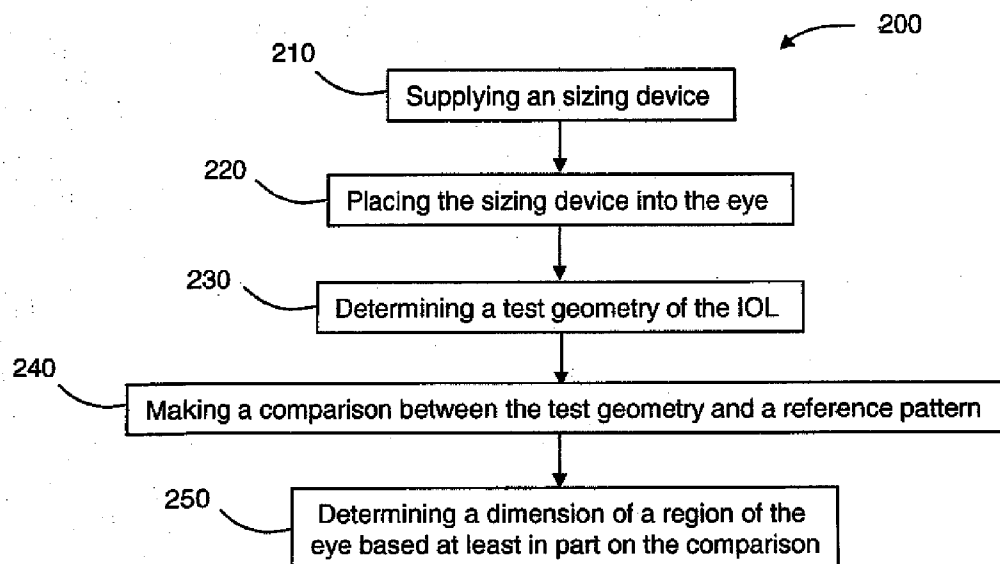 200
210
Supplying an sizing device
220
Placing the sizing device into the eye
230
Determining a test geometry of the IOL
240
Making a comparison between the test geometry and a reference pattern
250
Determining a dimension of a region of the
eye based at least in part on the comparison